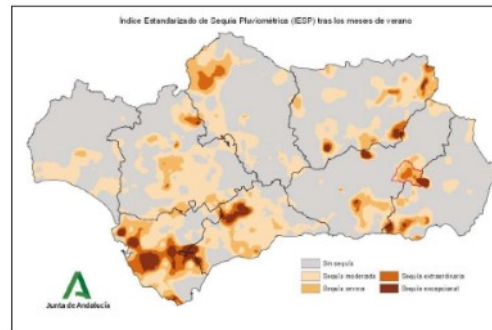 Índice Estandarizado de Sequía Pluviométrica (IESP) tras los meses de verano
Sin sequía
Sequía moderada
Sequía severa
Sequía extraordinaria
Sequía excepcional
Junta de Andalucía